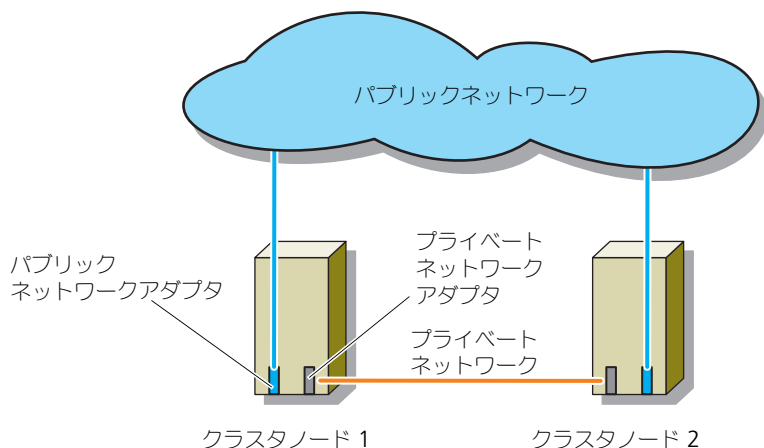 パブリックネットワーク
パブリック
ネットワークアダプタ
プライベート
ネットワーク
アダプタ
プライベート
ネットワーク
クラスタノード 1
クラスタノード 2